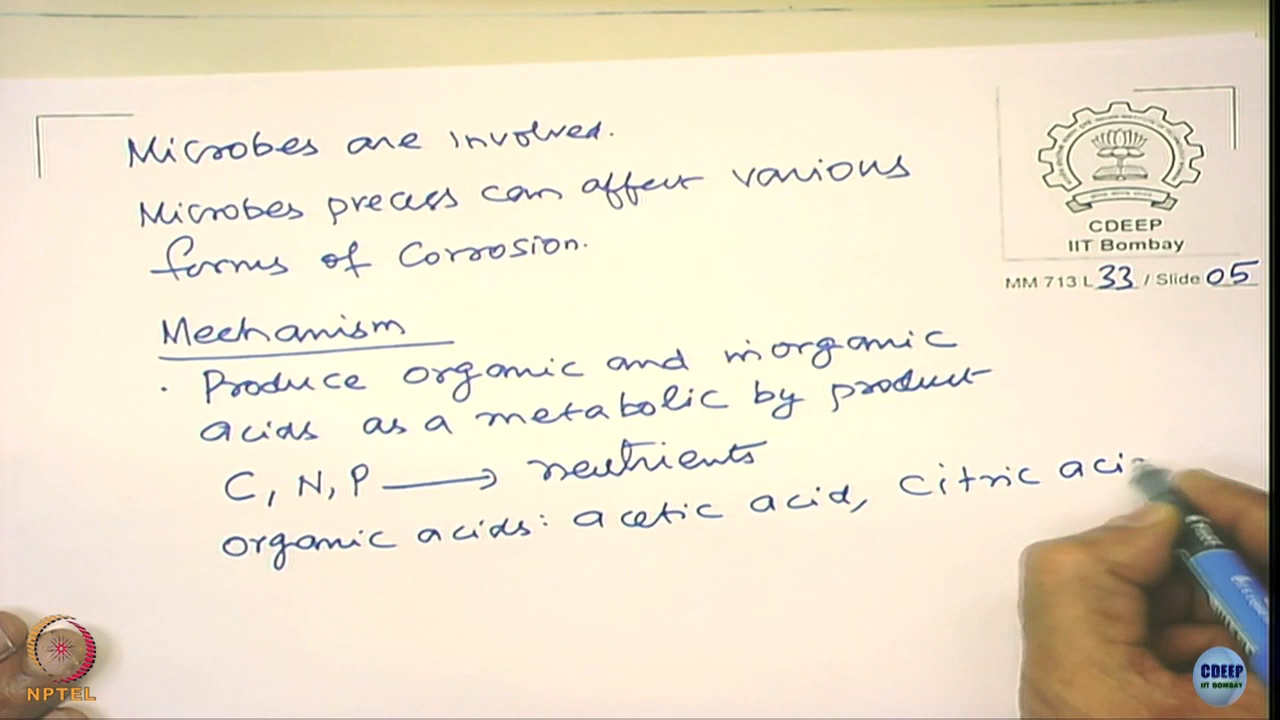 Microbes are involved.
Microbes precess can affect various
forms of Corrosion.
CDEEP
IIT Bombay
MM 713 L 33 / Slide 05
Mechanism
· Produce organic and inorganic
acids as a metabolic by product
C, N, P ⟶ neutrients
organic acids: acetic acid, citric aci
NPTEL
CDEEP
IIT BOMBAY